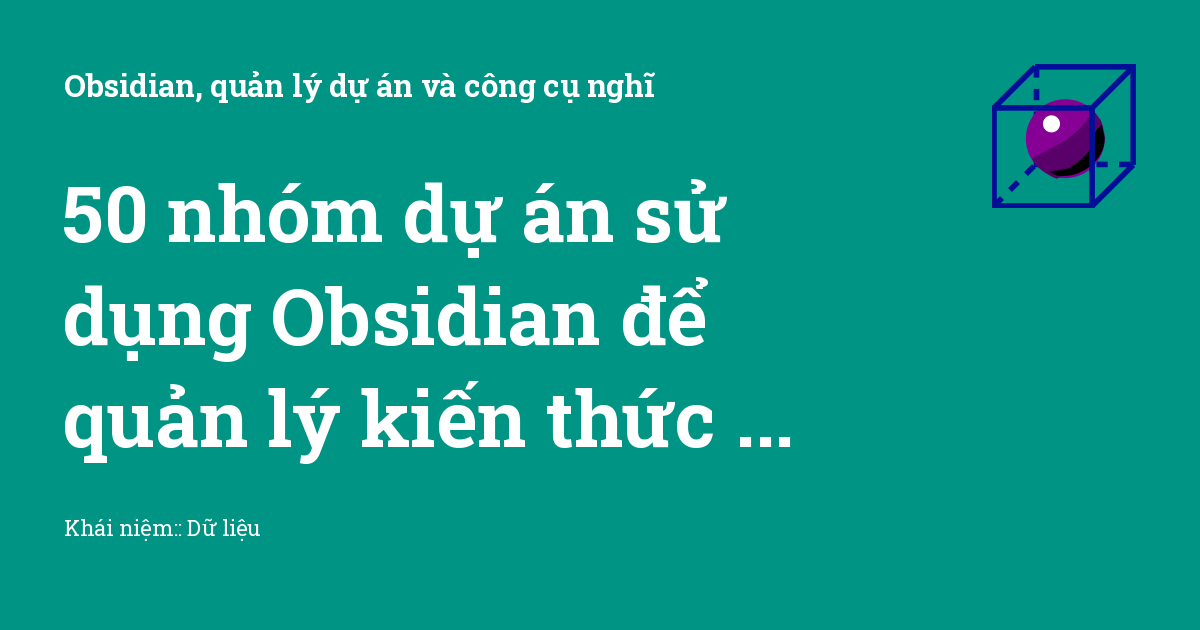 Obsidian, quản lý dự án và công cụ nghĩ
50 nhóm dự án sử
dụng Obsidian để
quản lý kiến thức ...
Khái niệm:: Dữ liệu